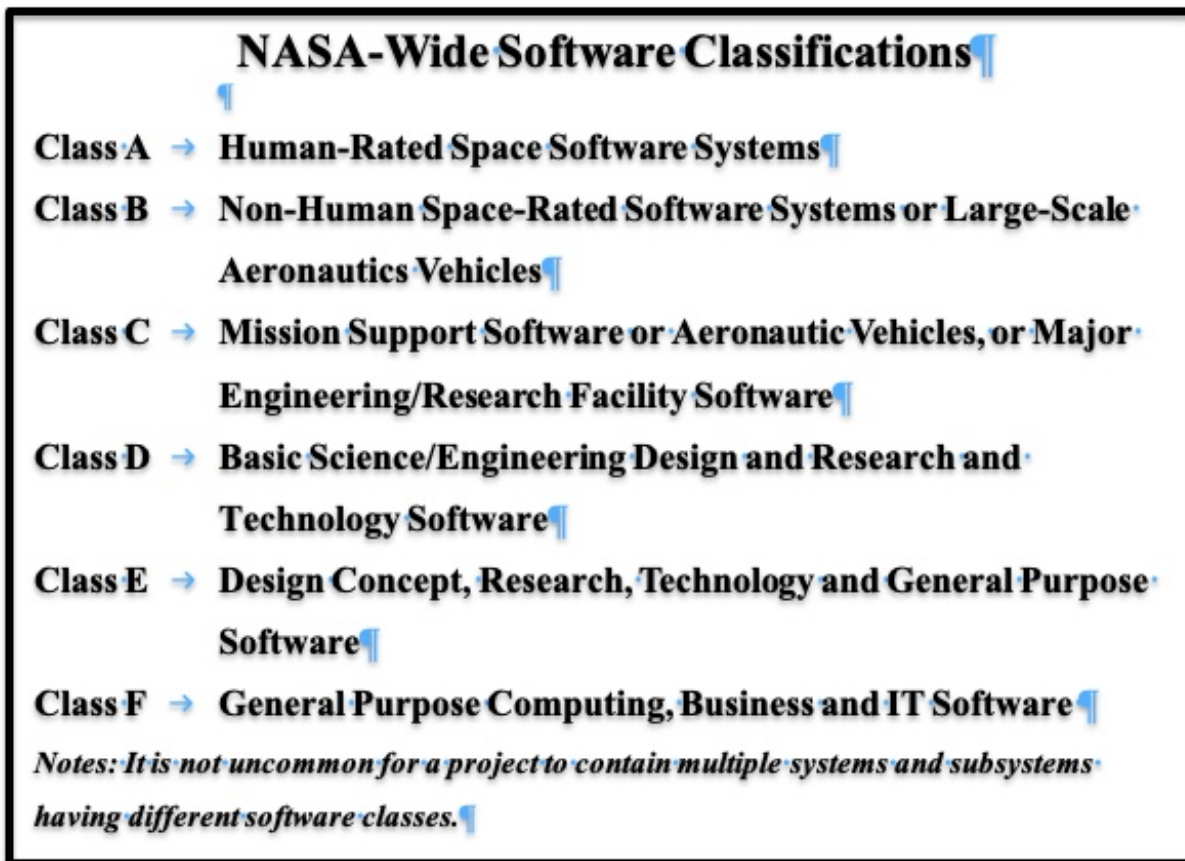 NASA-Wide Software Classifications¶
¶
Class A → Human-Rated Space Software Systems¶
Class B → Non-Human Space-Rated Software Systems or Large-Scale
Aeronautics Vehicles¶
Class C → Mission Support Software or Aeronautic Vehicles, or Major
Engineering/Research Facility Software¶
Class D → Basic Science/Engineering Design and Research and
Technology Software¶
Class E → Design Concept, Research, Technology and General Purpose
Software¶
Class F → General Purpose Computing, Business and IT Software ¶
Notes: It is not uncommon for a project to contain multiple systems and subsystems
having different software classes.¶